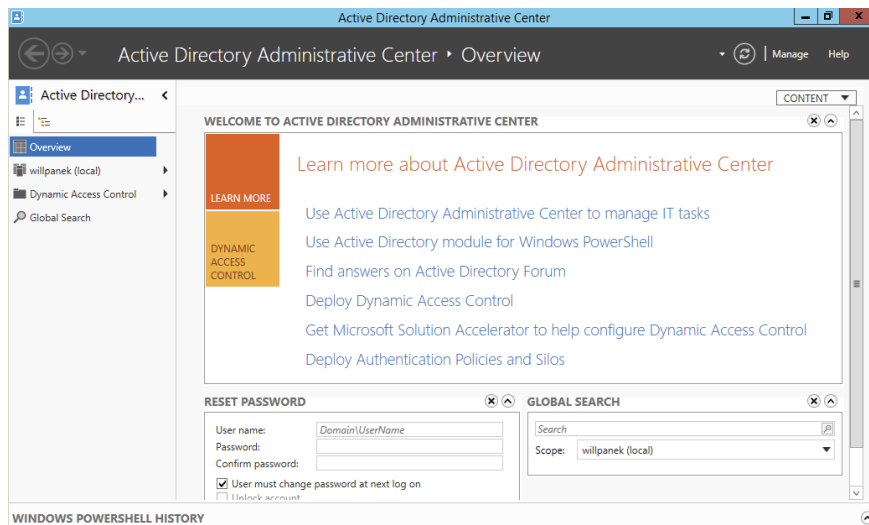 Active Directory Administrative Center
Active Directory Administrative Center ‣ Overview
Manage
Help
Active Directory...
CONTENT
Overview
willpanek (local)
Dynamic Access Control
Global Search
WELCOME TO ACTIVE DIRECTORY ADMINISTRATIVE CENTER
LEARN MORE
DYNAMIC
ACCESS
CONTROL
Learn more about Active Directory Administrative Center
Use Active Directory Administrative Center to manage IT tasks
Use Active Directory module for Windows PowerShell
Find answers on Active Directory Forum
Deploy Dynamic Access Control
Get Microsoft Solution Accelerator to help configure Dynamic Access Control
Deploy Authentication Policies and Silos
RESET PASSWORD
User name: Domain\UserName
Password:
Confirm password:
User must change password at next log on
Unlock account
GLOBAL SEARCH
Search
Scope: willpanek (local)
WINDOWS POWERSHELL HISTORY